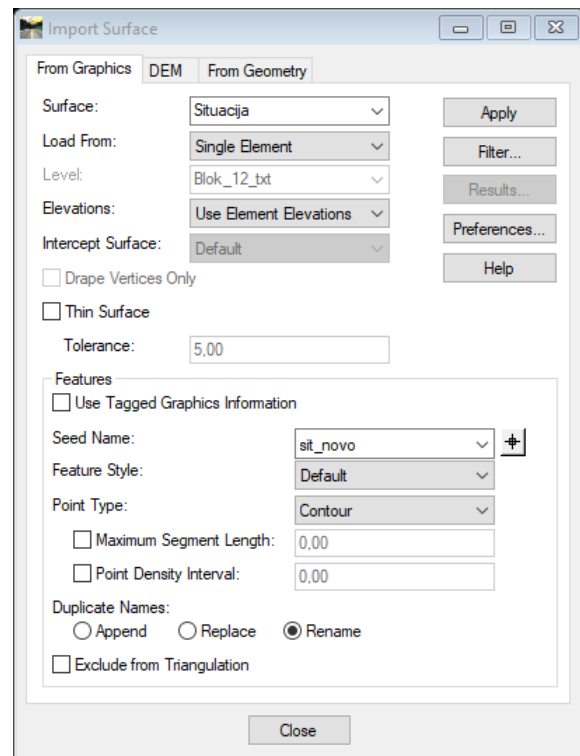 Import Surface
From Graphics DEM From Geometry
Surface: Situacija Apply
Load From: Single Element Filter...
Level: Blok_12_txt Results...
Elevations: Use Element Elevations Preferences...
Intercept Surface: Default Help
Drape Vertices Only
Thin Surface
Tolerance: 5,00
Features
Use Tagged Graphics Information
Seed Name: sit_novo
Feature Style: Default
Point Type: Contour
Maximum Segment Length: 0,00
Point Density Interval: 0,00
Duplicate Names:
Append Replace Rename
Exclude from Triangulation
Close